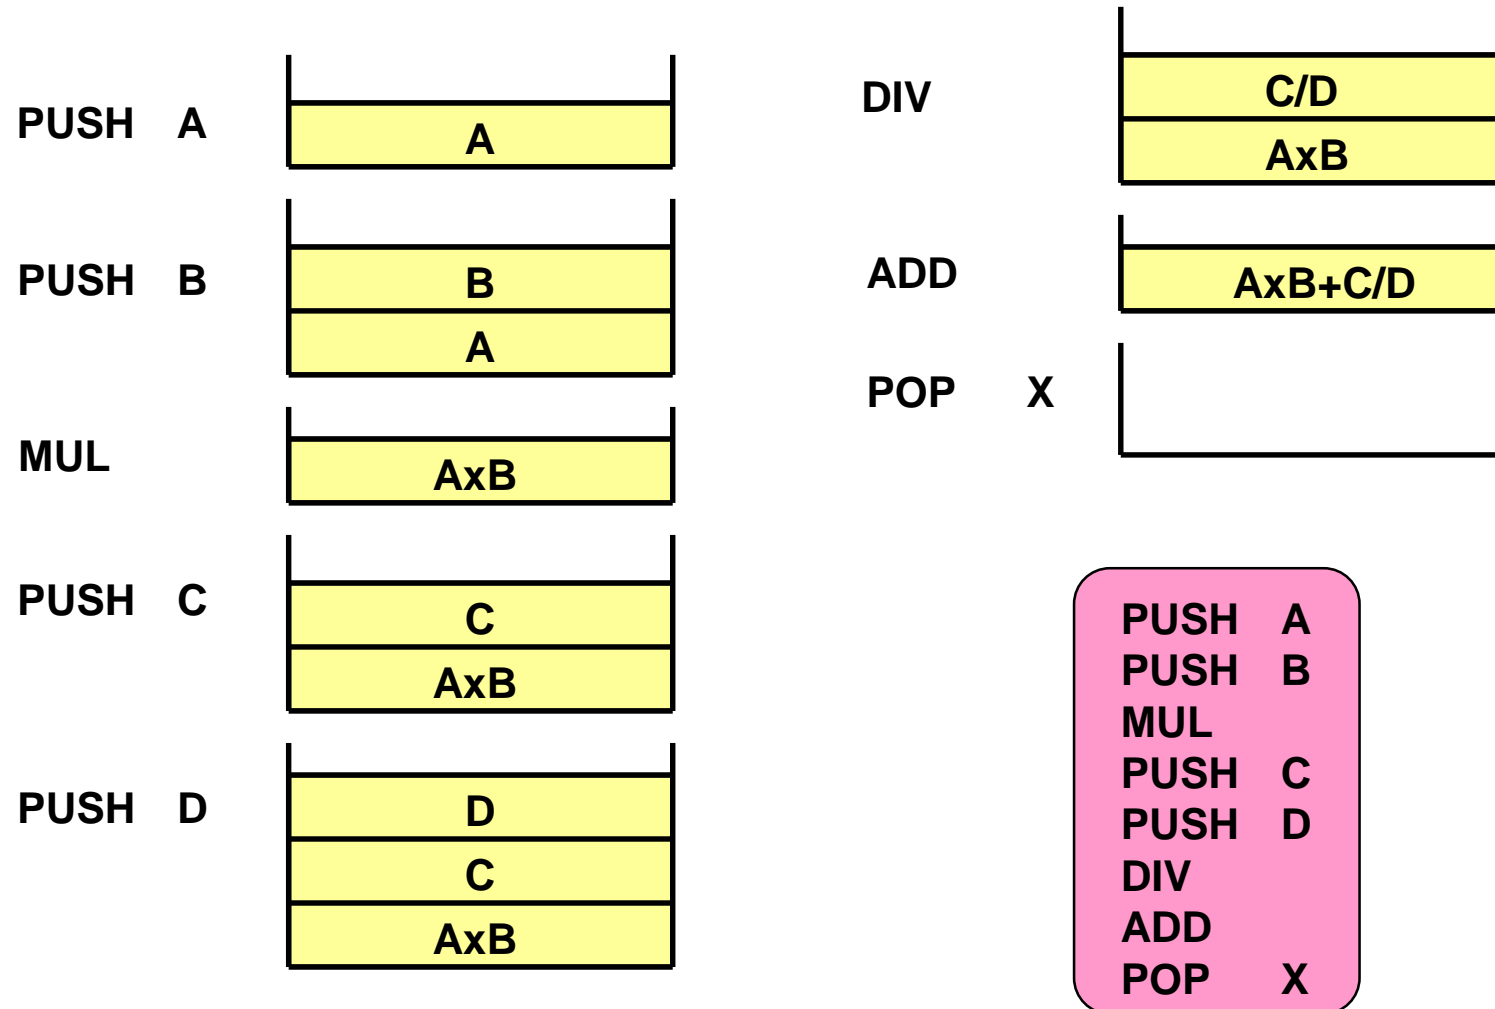 PUSH A
A
PUSH B
B
A
MUL
AxB
PUSH C
C
AxB
PUSH D
D
C
AxB
DIV
C/D
AxB
ADD
AxB+C/D
POP X
PUSH A
PUSH B
MUL
PUSH C
PUSH D
DIV
ADD
POP X